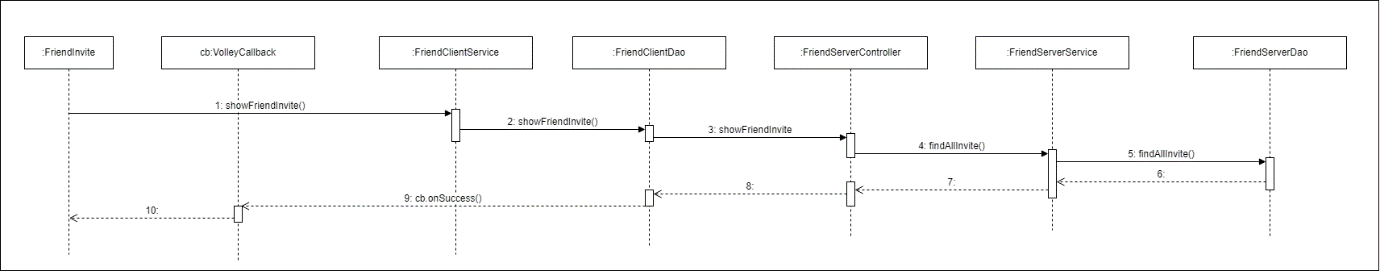 :FriendInvite
cb:VolleyCallback
:FriendClientService
:FriendClientDao
:FriendServerController
:FriendServerService
:FriendServerDao
1: showFriendInvite()
2: showFriendInvite()
3: showFriendInvite
4: findAllInvite()
5: findAllInvite()
6:
7:
8:
9: cb.onSuccess()
10: